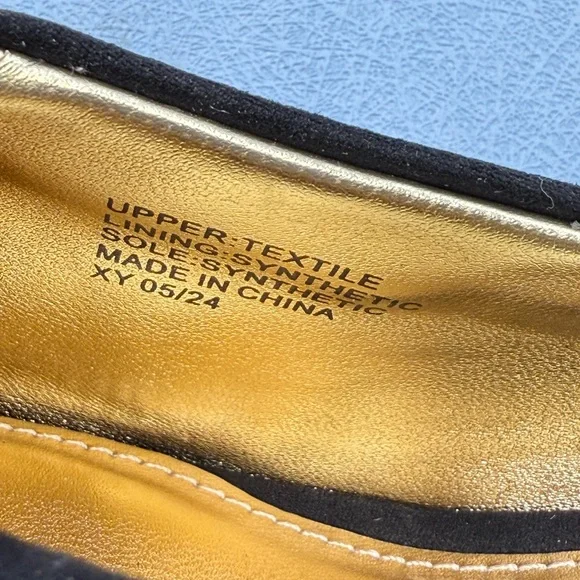 UPPER:TEXTILE
LINING:SYNTHETIC
SOLE:SYNTHETIC
MADE IN CHINA
XY 05/24